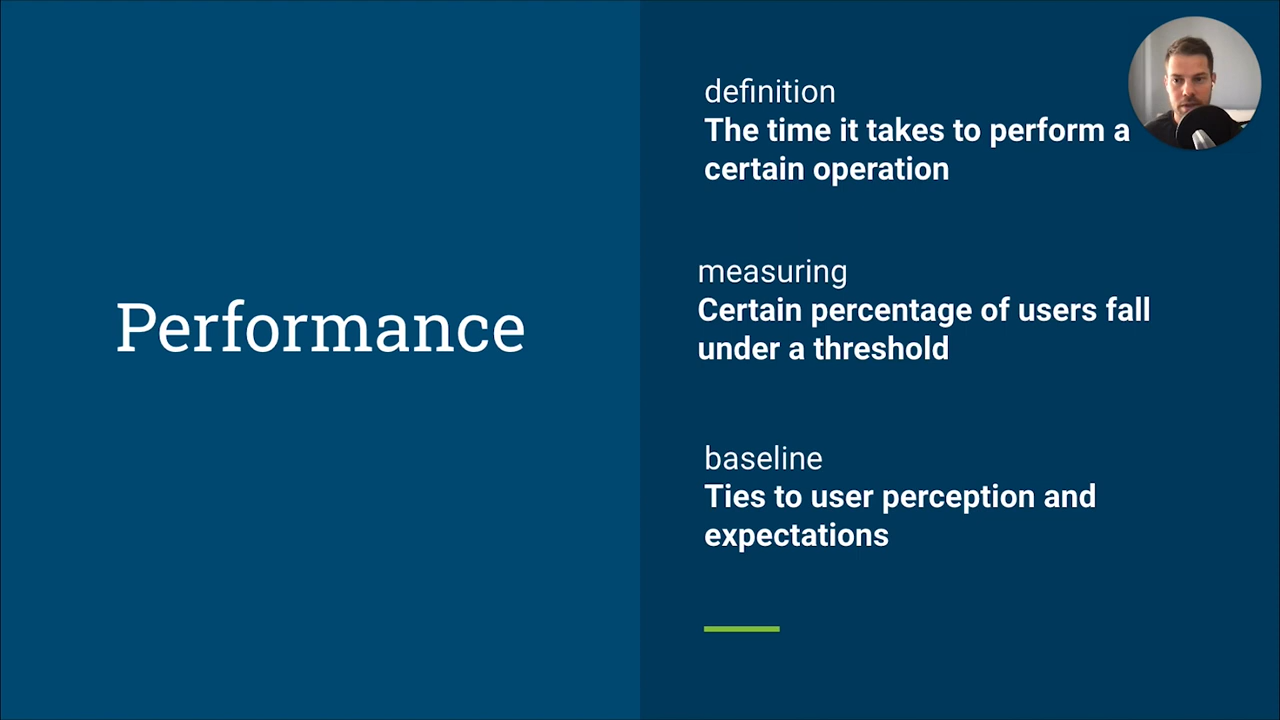 Performance
definition
The time it takes to perform a
certain operation
measuring
Certain percentage of users fall
under a threshold
baseline
Ties to user perception and
expectations